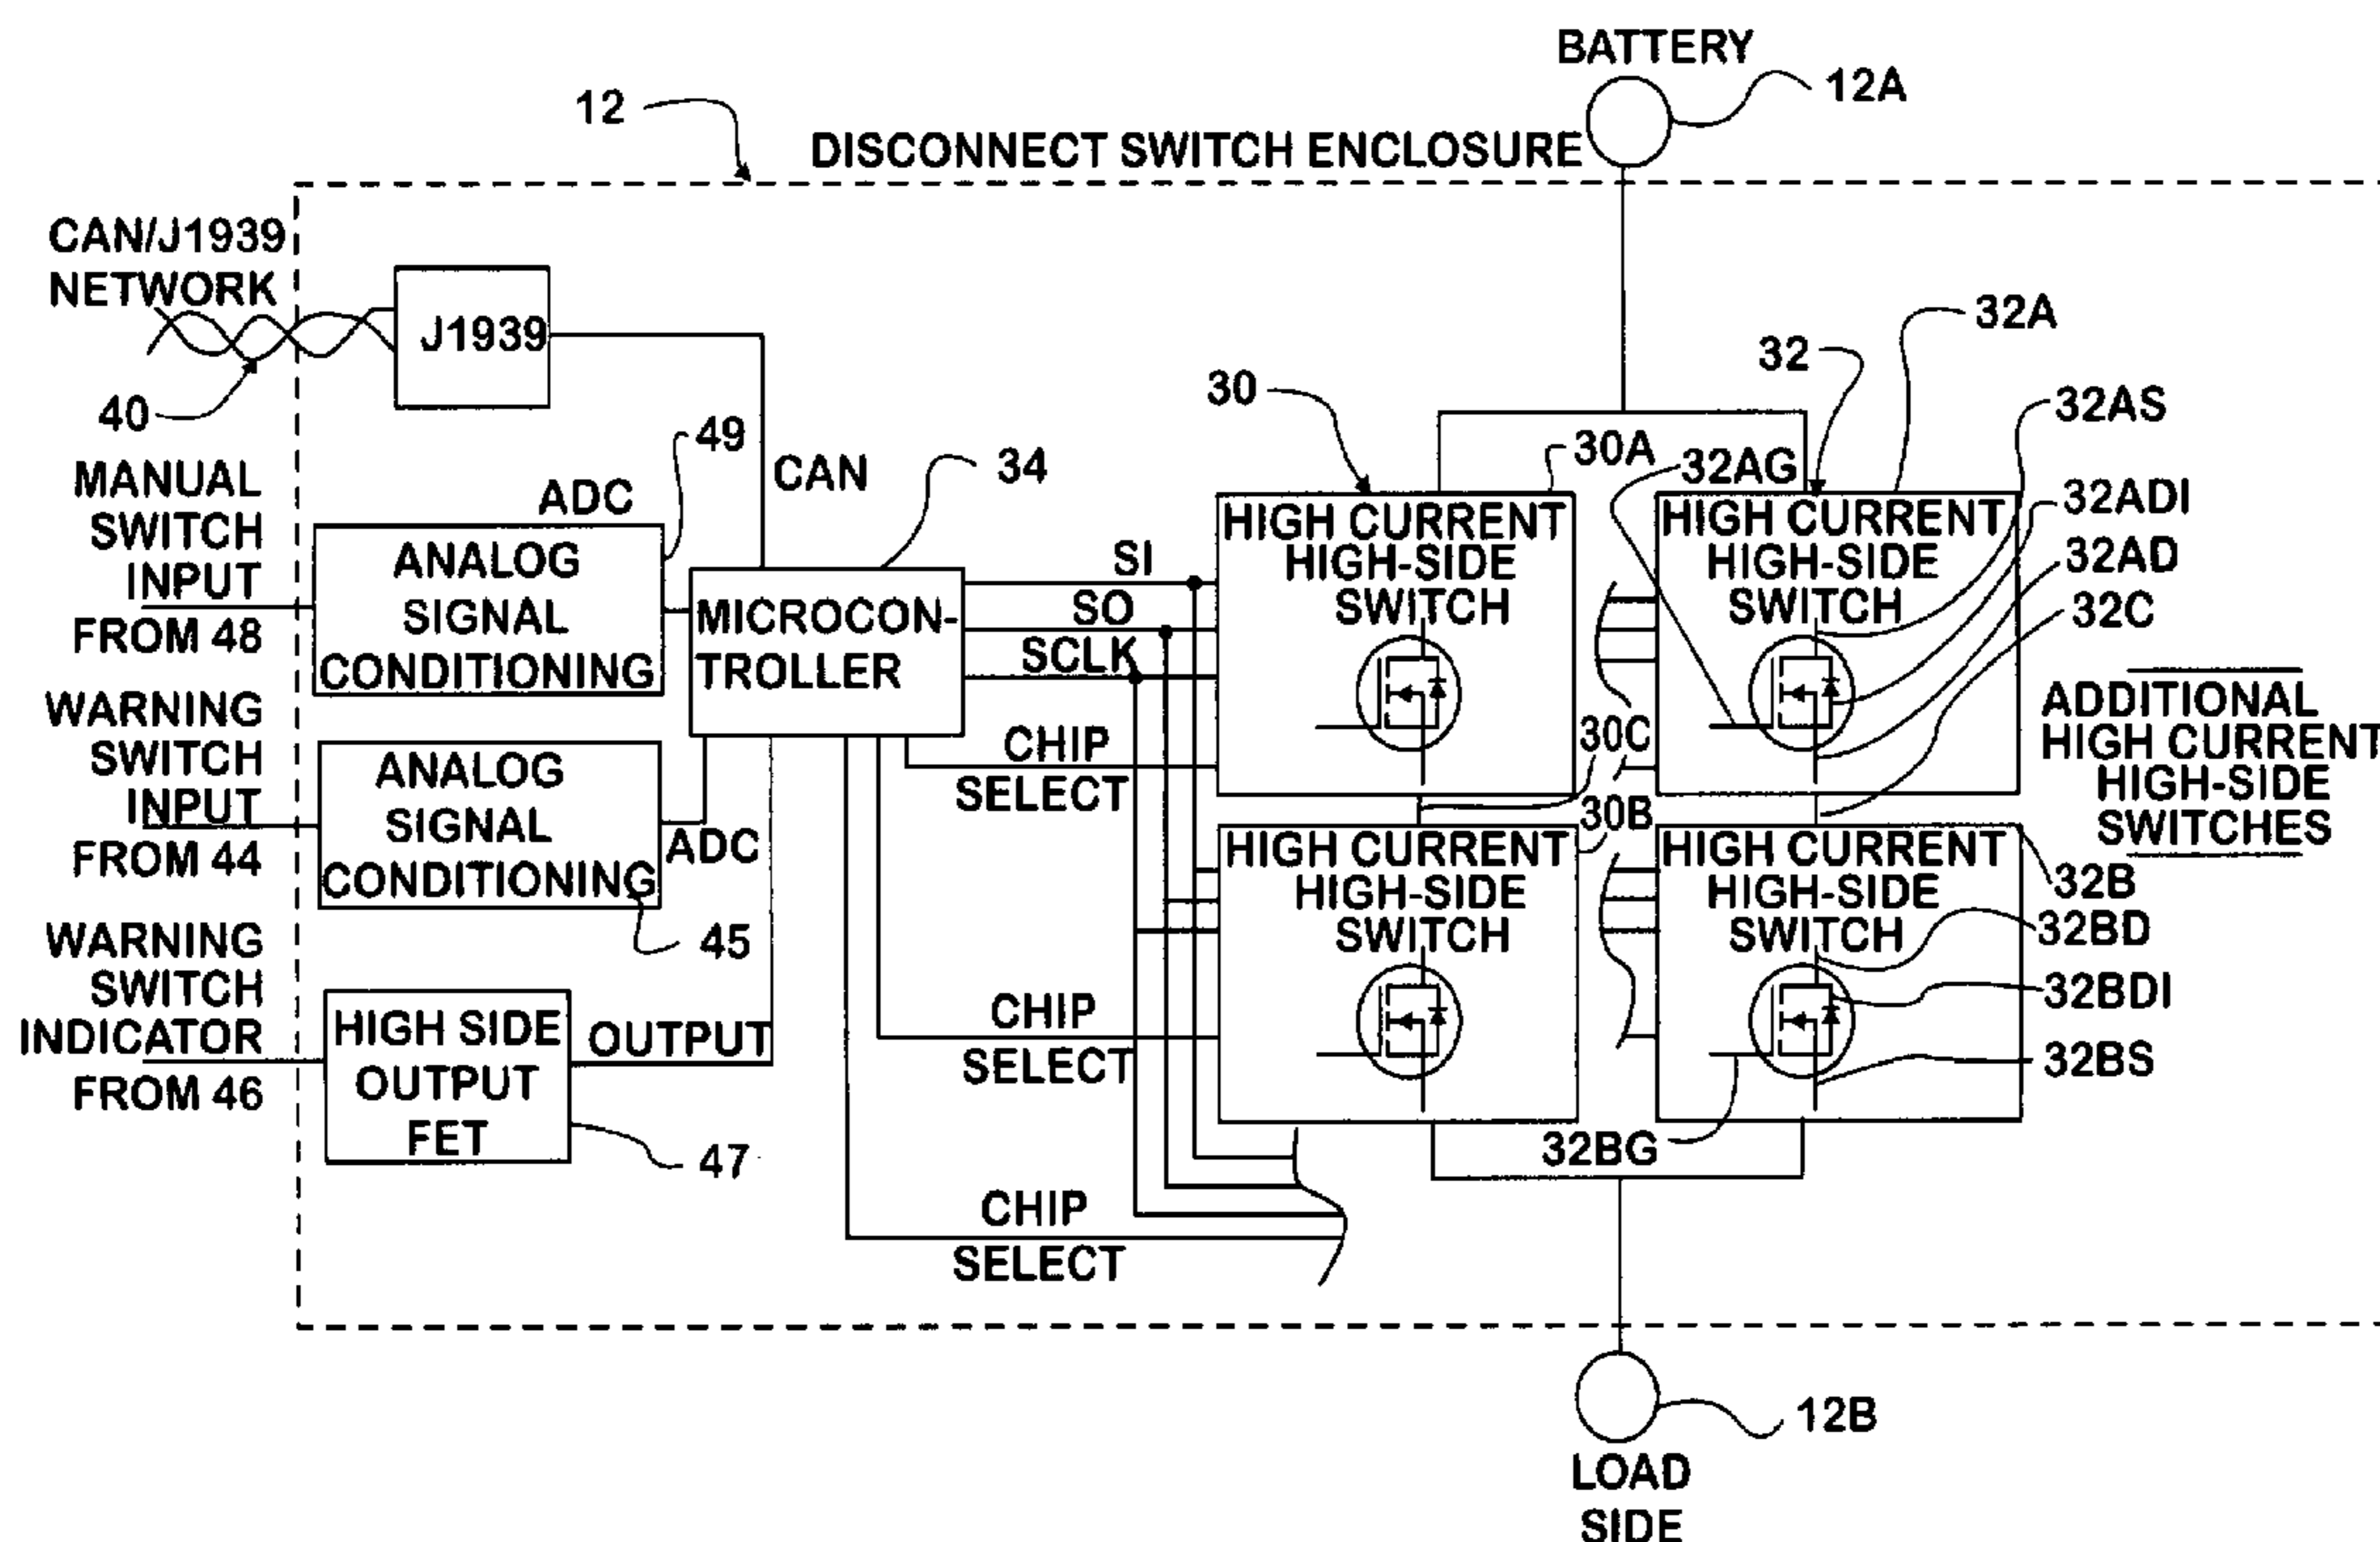 BATTERY
12A
12
DISCONNECT SWITCH ENCLOSURE
CAN/J1939
NETWORK
J1939
40
MANUAL
SWITCH
INPUT
FROM 48
ADC
49
ANALOG
SIGNAL
CONDITIONING
CAN
34
MICROCON-
TROLLER
WARNING
SWITCH
INPUT
FROM 44
ANALOG
SIGNAL
CONDITIONING
ADC
45
WARNING
SWITCH
INDICATOR
FROM 46
HIGH SIDE
OUTPUT
FET
OUTPUT
47
SI
SO
SCLK
CHIP
SELECT
CHIP
SELECT
CHIP
SELECT
30
30A
HIGH CURRENT
HIGH-SIDE
SWITCH
30C
30B
HIGH CURRENT
HIGH-SIDE
SWITCH
32
32A
32AG
HIGH CURRENT
HIGH-SIDE
SWITCH
32AS
32ADI
32AD
32C
ADDITIONAL
HIGH CURRENT
HIGH-SIDE
SWITCHES
HIGH CURRENT
HIGH-SIDE
SWITCH
32B
32BD
32BDI
32BS
32BG
12B
LOAD
SIDE